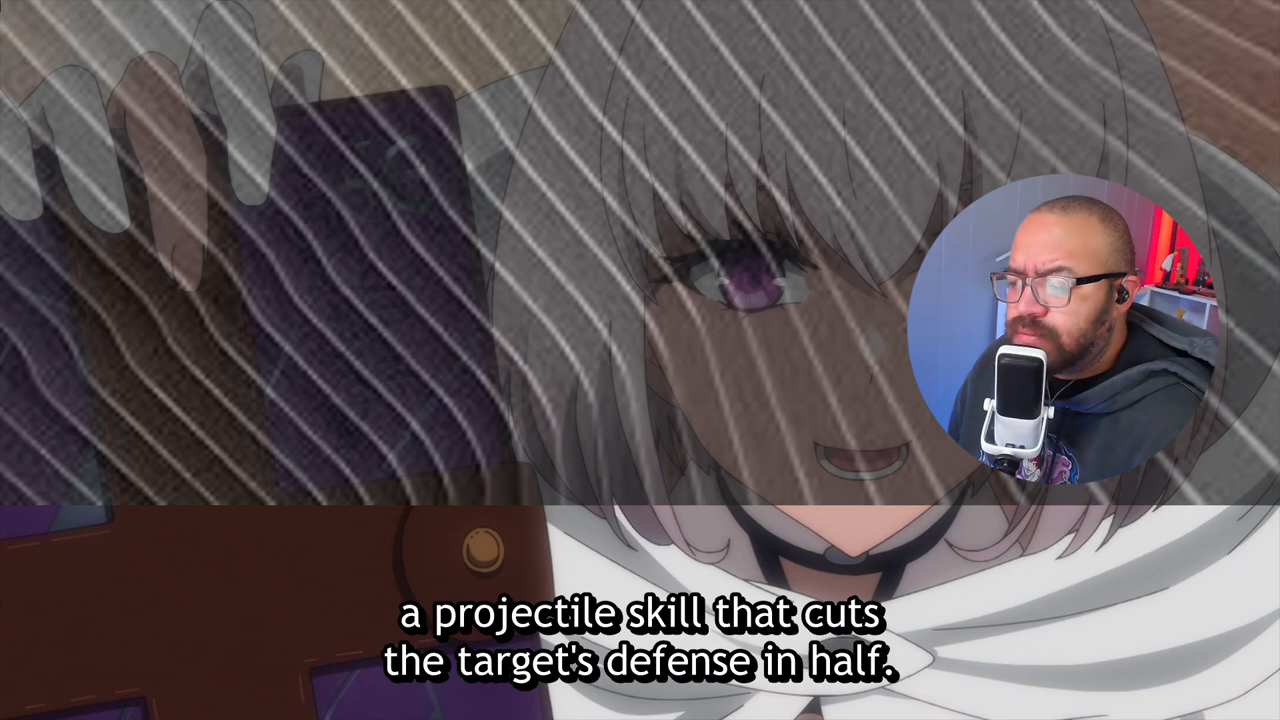 a projectile skill that cuts
the target's defense in half.